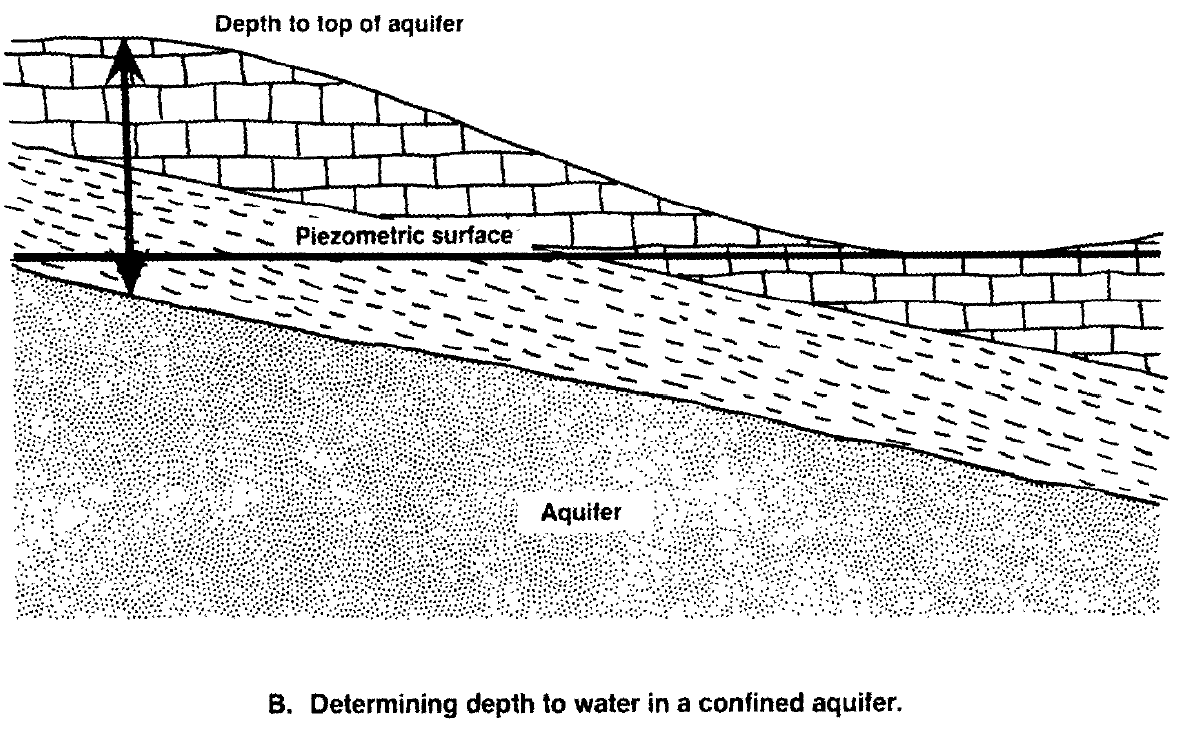 Depth to top of aquifer
Piezometric surface
Aquifer
B. Determining depth to water in a confined aquifer.